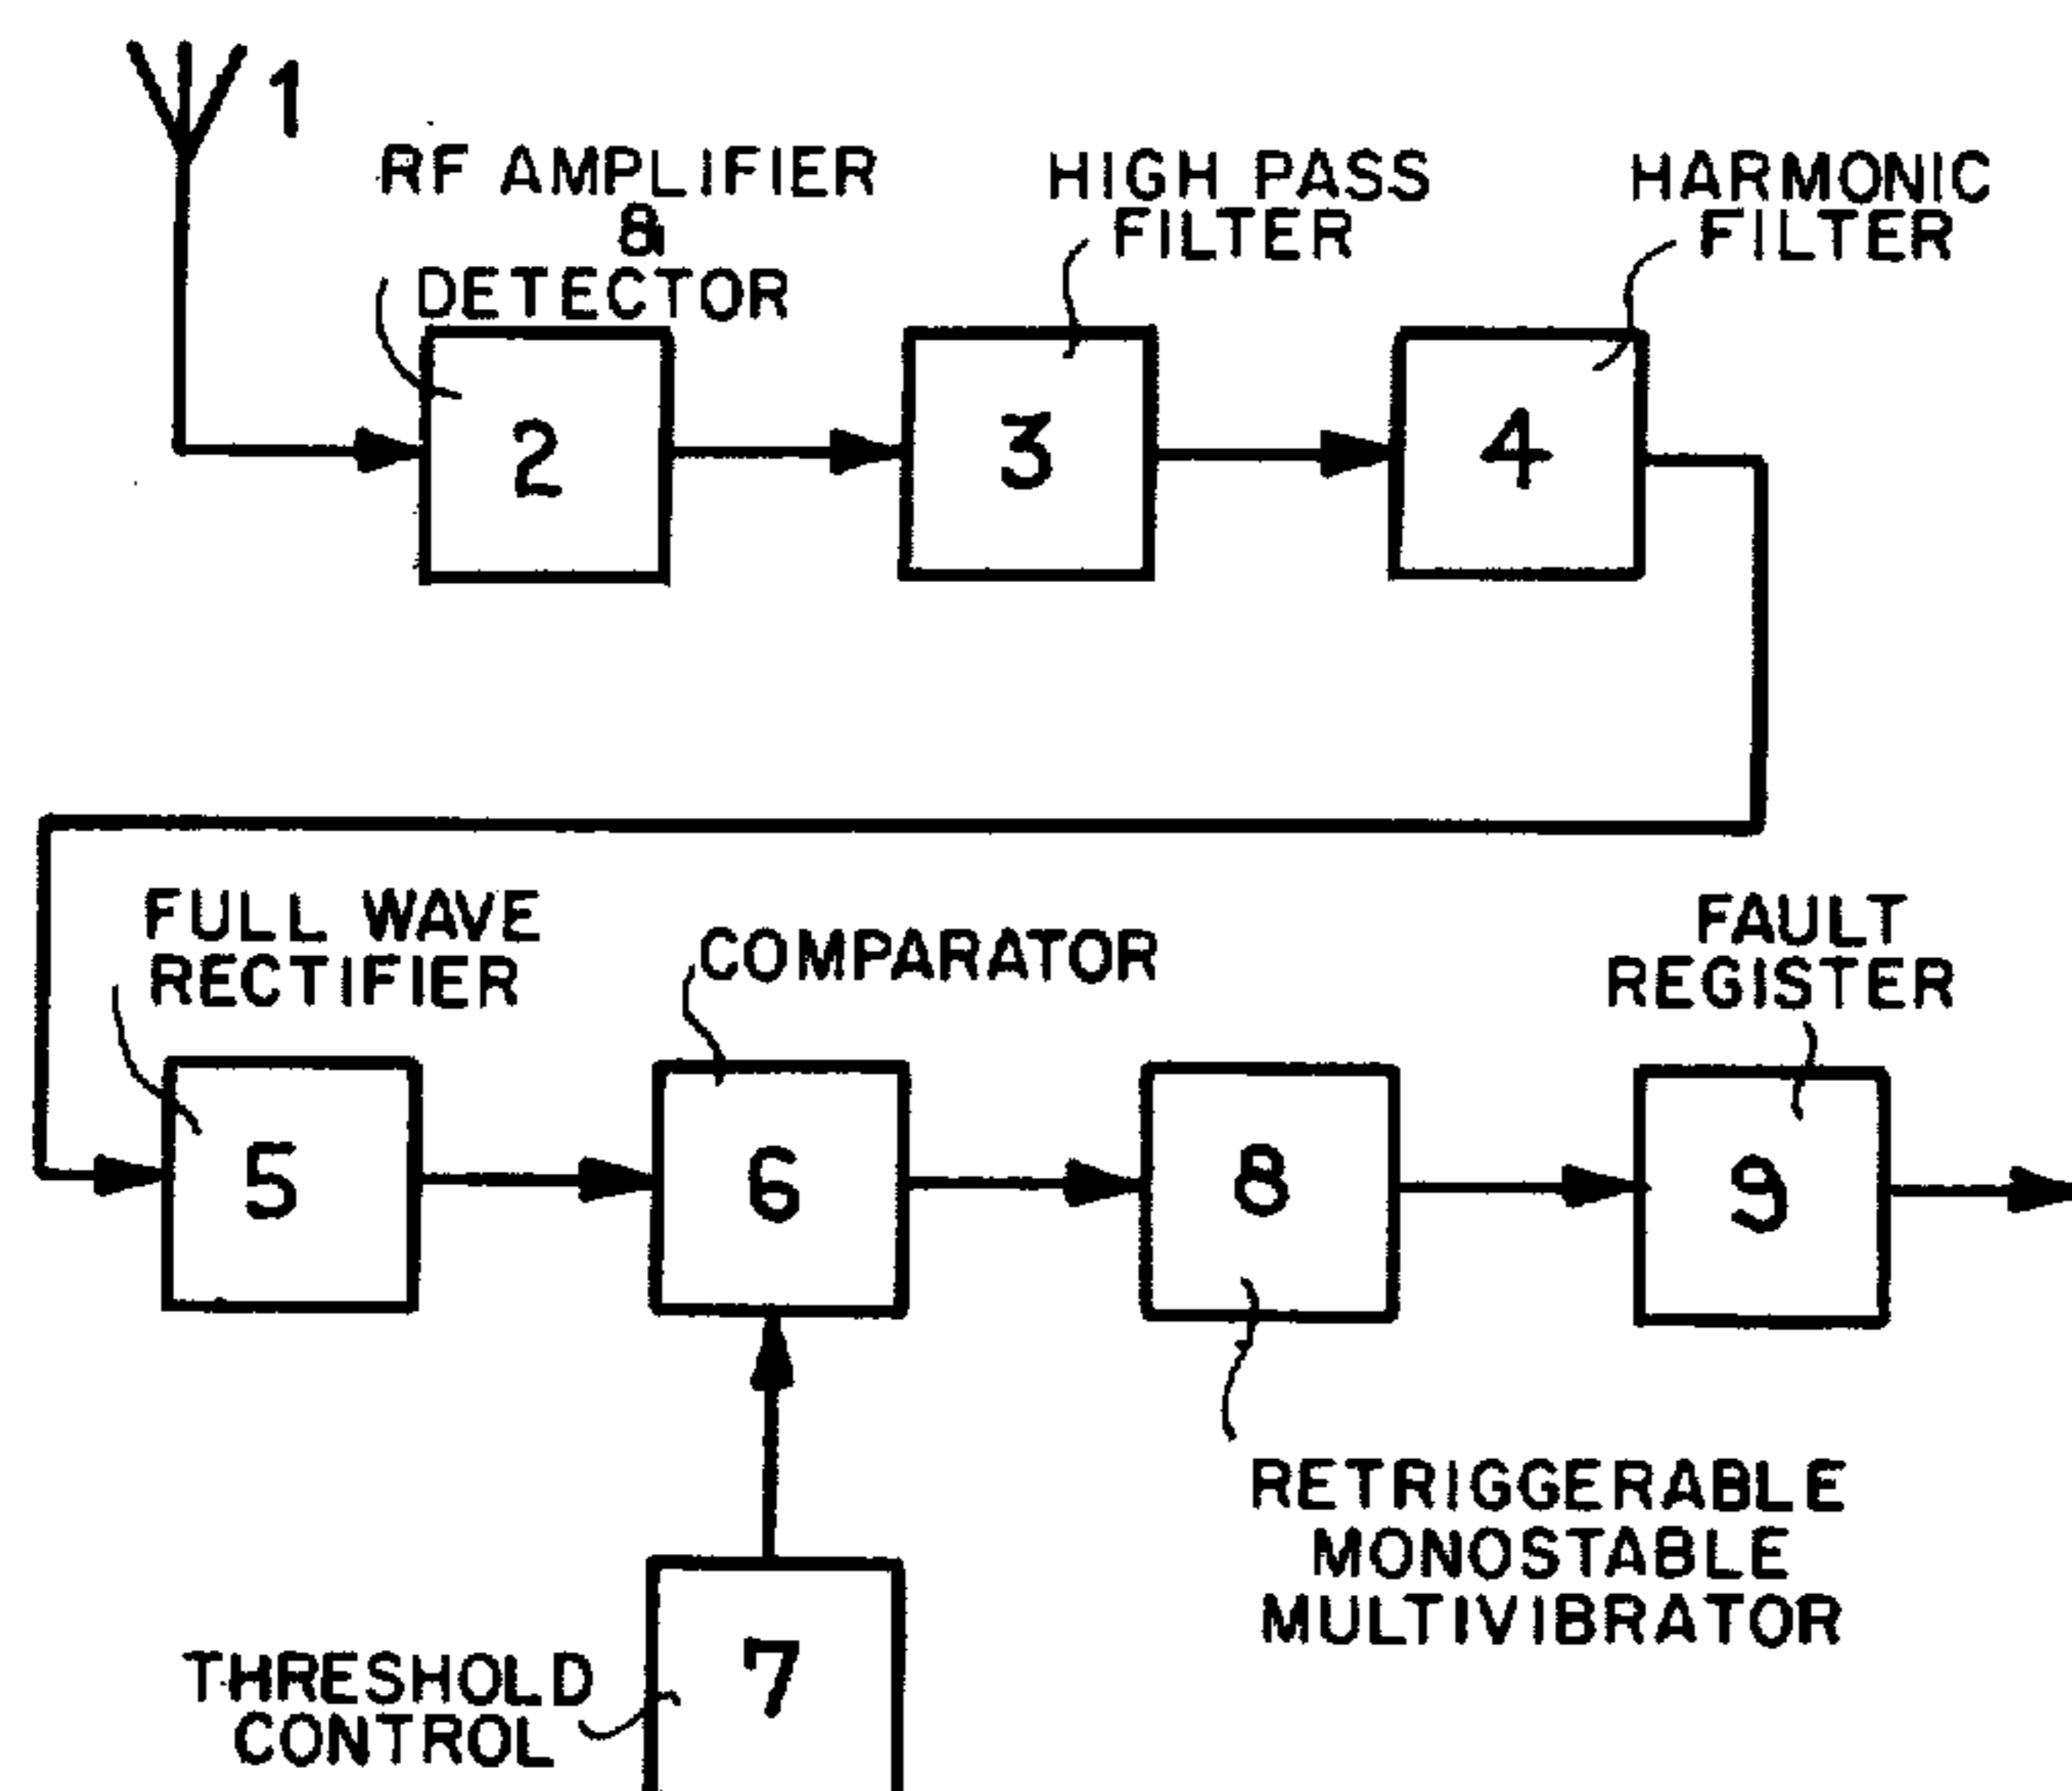 1
RF AMPLIFIER
&
DETECTOR
HIGH PASS
FILTER
HARMONIC
FILTER
2
3
4
FULL WAVE
RECTIFIER
COMPARATOR
FAULT
REGISTER
5
6
8
9
RETRIGGERABLE
MONOSTABLE
MULTIVIBRATOR
THRESHOLD
CONTROL
7